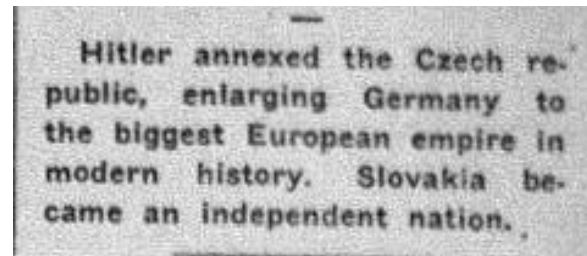 Hitler annexed the Czech re-
public, enlarging Germany to
the biggest European empire in
modern history. Slovakia be-
came an independent nation.